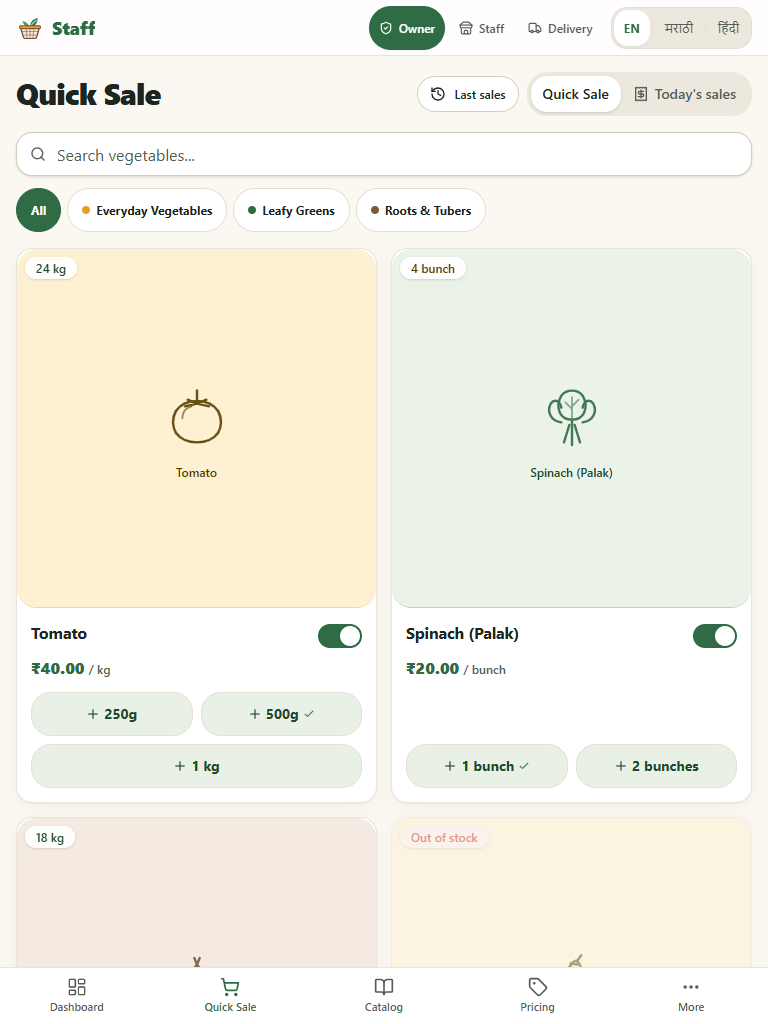 Staff
Owner
Staff
Delivery
EN
मराठी
हिंदी
Quick Sale
Last sales
Quick Sale
Today's sales
Search vegetables...
All
Everyday Vegetables
Leafy Greens
Roots & Tubers
24 kg
4 bunch
Tomato
Spinach (Palak)
Tomato
Spinach (Palak)
₹40.00 / kg
₹20.00 / bunch
+ 250g
+ 500g ✓
+ 1 kg
+ 1 bunch ✓
+ 2 bunches
18 kg
Out of stock
Dashboard
Quick Sale
Catalog
Pricing
More